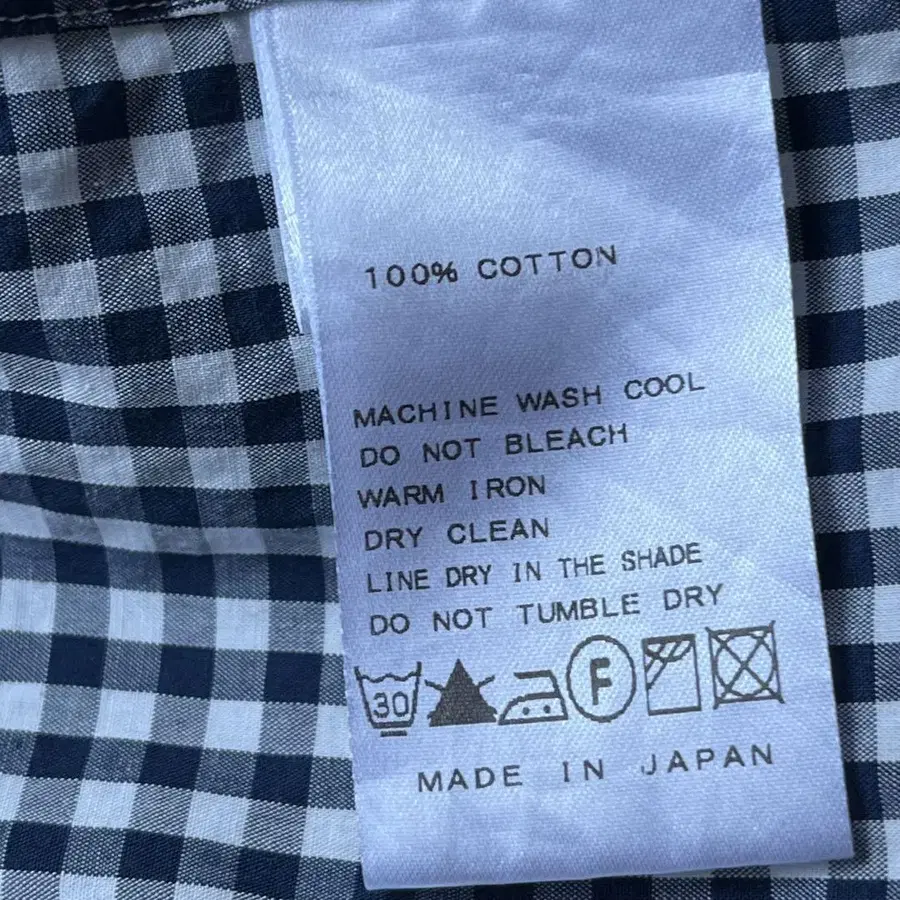 100% COTTON
MACHINE WASH COOL
DO NOT BLEACH
WARM IRON
DRY CLEAN
LINE DRY IN THE SHADE
DO NOT TUMBLE DRY
30 F
MADE IN JAPAN